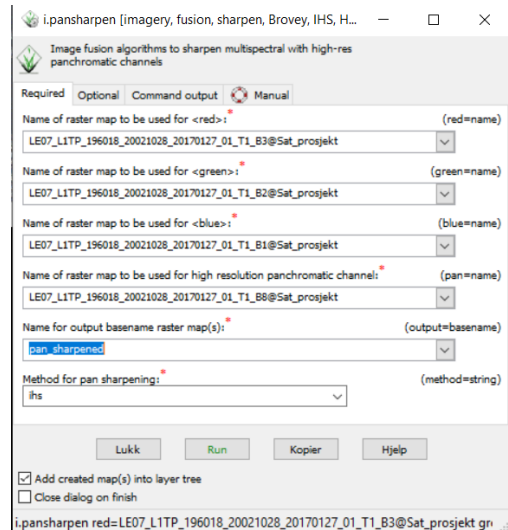 i.pansharpen [imagery, fusion, sharpen, Brovey, IHS, H...
Image fusion algorithms to sharpen multispectral with high-res
panchromatic channels
Required Optional Command output Manual
Name of raster map to be used for <red>:* (red=name)
LE07_L1TP_196018_20021028_20170127_01_T1_B3@Sat_prosjekt
Name of raster map to be used for <green>:* (green=name)
LE07_L1TP_196018_20021028_20170127_01_T1_B2@Sat_prosjekt
Name of raster map to be used for <blue>:* (blue=name)
LE07_L1TP_196018_20021028_20170127_01_T1_B1@Sat_prosjekt
Name of raster map to be used for high resolution panchromatic channel:* (pan=name)
LE07_L1TP_196018_20021028_20170127_01_T1_B8@Sat_prosjekt
Name for output basename raster map(s):* (output=basename)
pan_sharpened
Method for pan sharpening:* (method=string)
ihs
Lukk Run Kopier Hjelp
Add created map(s) into layer tree
Close dialog on finish
i.pansharpen red=LE07_L1TP_196018_20021028_20170127_01_T1_B3@Sat_prosjekt